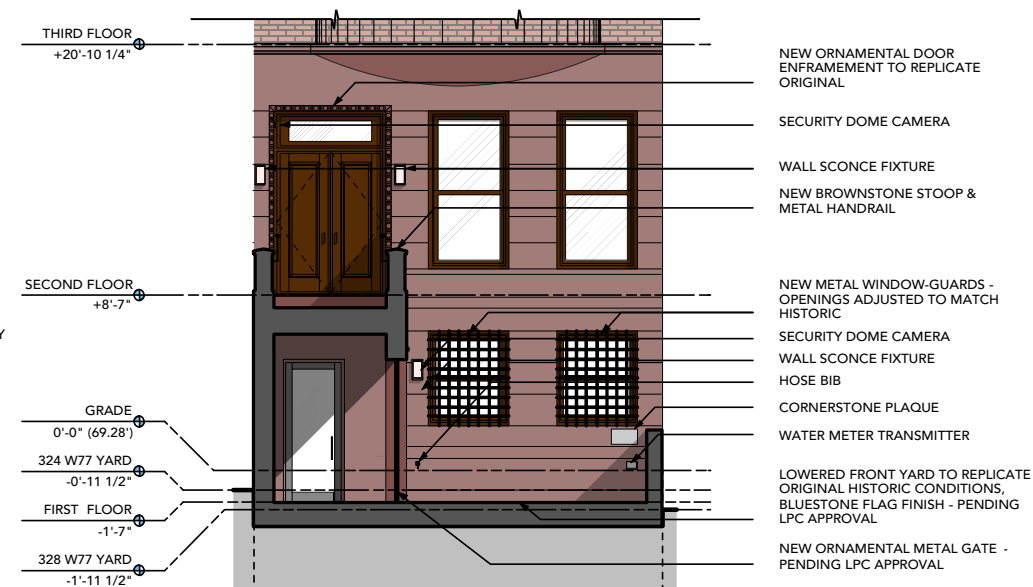 THIRD FLOOR
+20'-10 1/4"
SECOND FLOOR
+8'-7"
Y
GRADE
0'-0" (69.28')
324 W77 YARD
-0'-11 1/2"
FIRST FLOOR
-1'-7"
328 W77 YARD
-1'-11 1/2"
NEW ORNAMENTAL DOOR
ENFRAMEMENT TO REPLICATE
ORIGINAL
SECURITY DOME CAMERA
WALL SCONCE FIXTURE
NEW BROWNSTONE STOOP &
METAL HANDRAIL
NEW METAL WINDOW-GUARDS -
OPENINGS ADJUSTED TO MATCH
HISTORIC
SECURITY DOME CAMERA
WALL SCONCE FIXTURE
HOSE BIB
CORNERSTONE PLAQUE
WATER METER TRANSMITTER
LOWERED FRONT YARD TO REPLICATE
ORIGINAL HISTORIC CONDITIONS,
BLUESTONE FLAG FINISH - PENDING
LPC APPROVAL
NEW ORNAMENTAL METAL GATE -
PENDING LPC APPROVAL